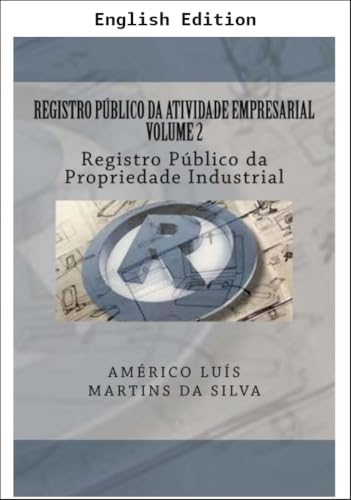 English Edition
REGISTRO PÚBLICO DA ATIVIDADE EMPRESARIAL
VOLUME 2
Registro Público da
Propriedade Industrial
R
AMÉRICO LUÍS
MARTINS DA SILVA